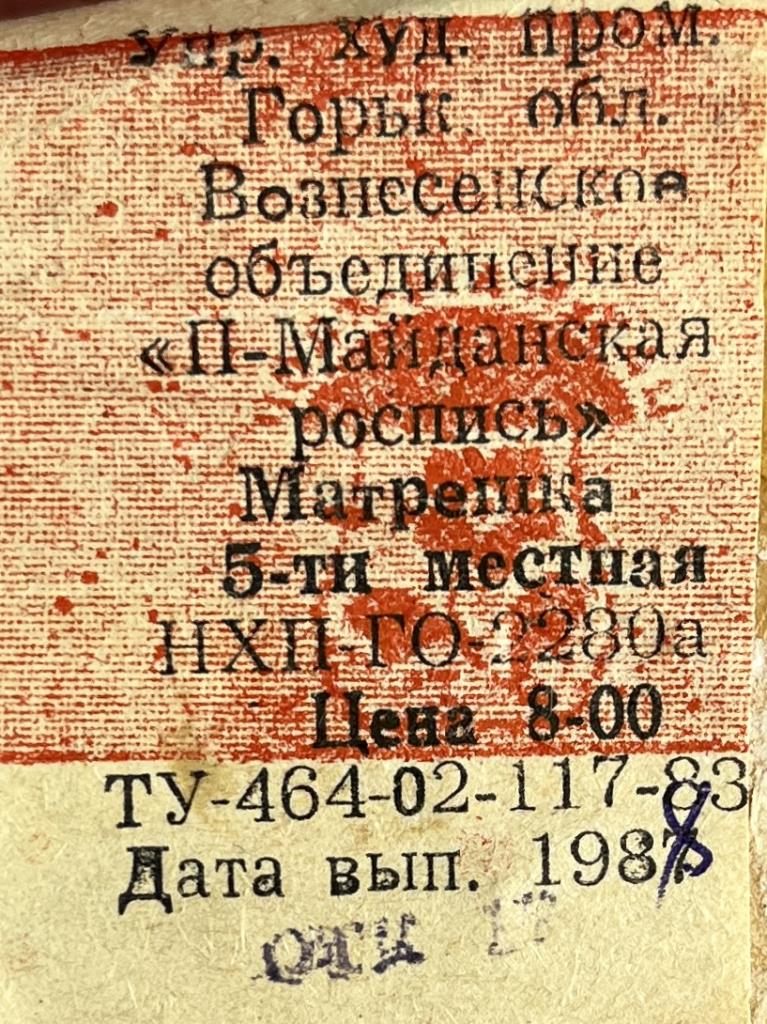 Упр. худ. пром.
Горьк. обл.
Вознесенское
объединение
«П-Майданская
роспись»
Матрешка
5-ти местная
НХП-ГО-2280а
Цена 8-00
ТУ-464-02-117-83
Дата вып. 1988
ОТК